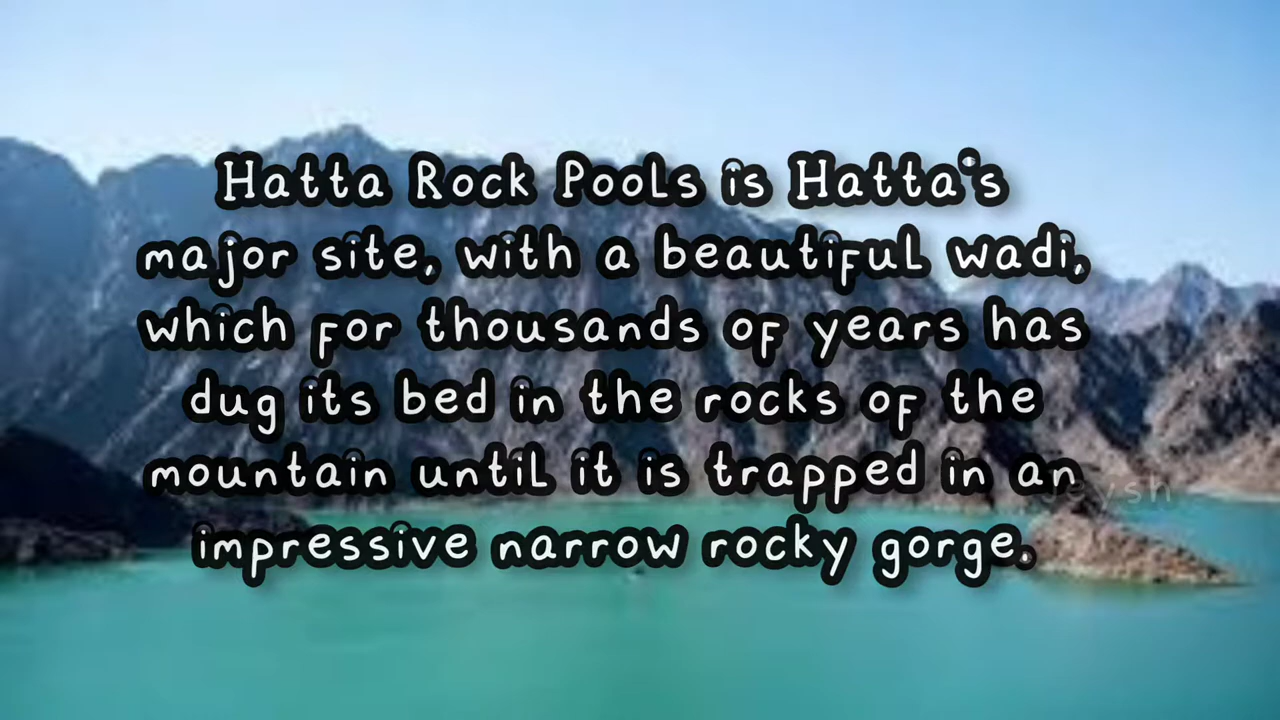 Hatta Rock Pools is Hatta's
major site, with a beautiful wadi,
which for thousands of years has
dug its bed in the rocks of the
mountain until it is trapped in an
impressive narrow rocky gorge.